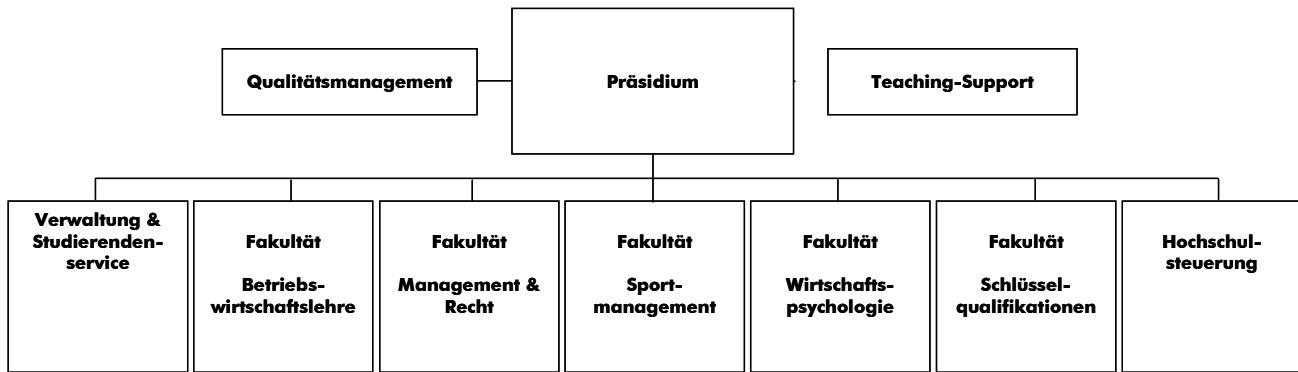 Qualitätsmanagement
Präsidium
Teaching-Support
Verwaltung &
Studierenden-
service
Fakultät
Betriebs-
wirtschaftslehre
Fakultät
Management &
Recht
Fakultät
Sport-
management
Fakultät
Wirtschafts-
psychologie
Fakultät
Schlüssel-
qualifikationen
Hochschul-
steuerung